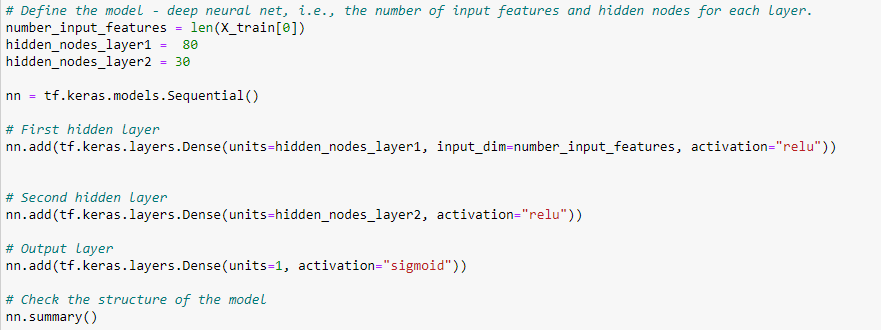 # Define the model - deep neural net, i.e., the number of input features and hidden nodes for each layer.
number_input_features = len(X_train[0])
hidden_nodes_layer1 =  80
hidden_nodes_layer2 = 30
nn = tf.keras.models.Sequential()
# First hidden layer
nn.add(tf.keras.layers.Dense(units=hidden_nodes_layer1, input_dim=number_input_features, activation="relu"))
# Second hidden layer
nn.add(tf.keras.layers.Dense(units=hidden_nodes_layer2, activation="relu"))
# Output layer
nn.add(tf.keras.layers.Dense(units=1, activation="sigmoid"))
# Check the structure of the model
nn.summary()